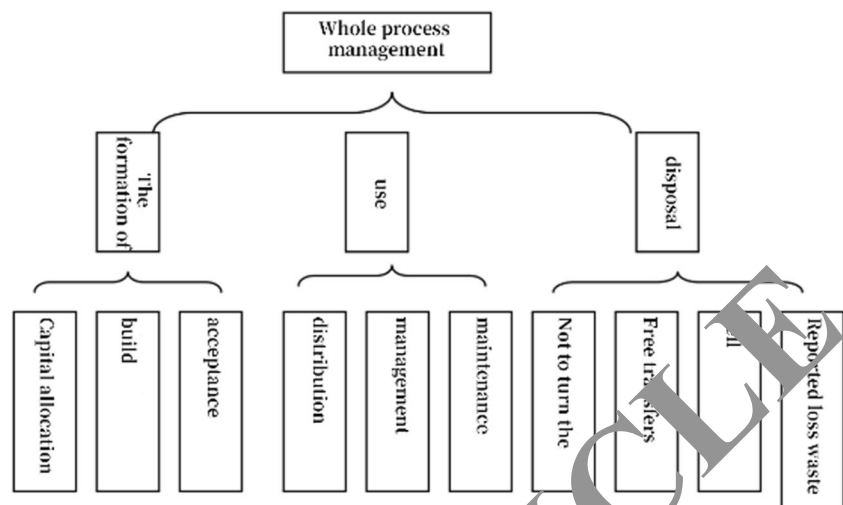 Whole process
management
The
formation of
use
disposal
Capital allocation
build
acceptance
distribution
management
maintenance
Not to turn the
Free transfers
Reported loss waste
CLE